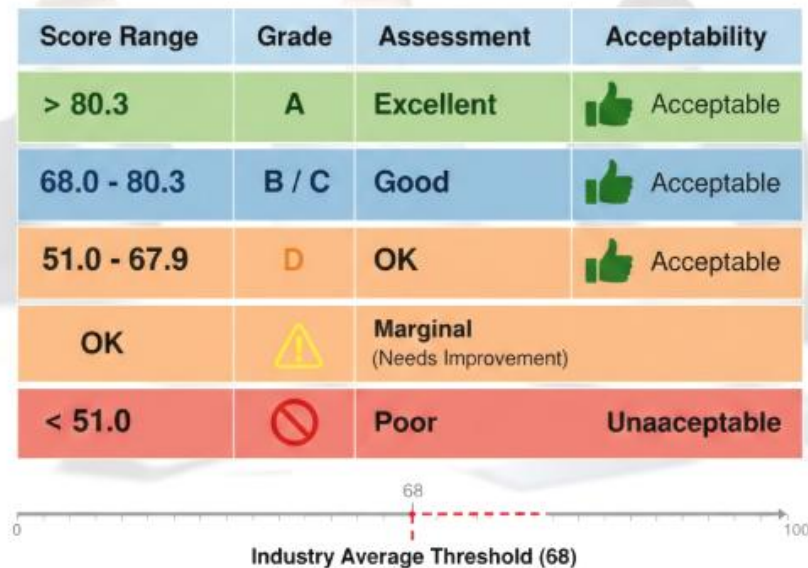 Score Range Grade Assessment Acceptability
> 80.3 A Excellent Acceptable
68.0 - 80.3 B / C Good Acceptable
51.0 - 67.9 D OK Acceptable
OK Marginal
(Needs Improvement)
< 51.0 Poor Unaaceptable
68
0 100
Industry Average Threshold (68)